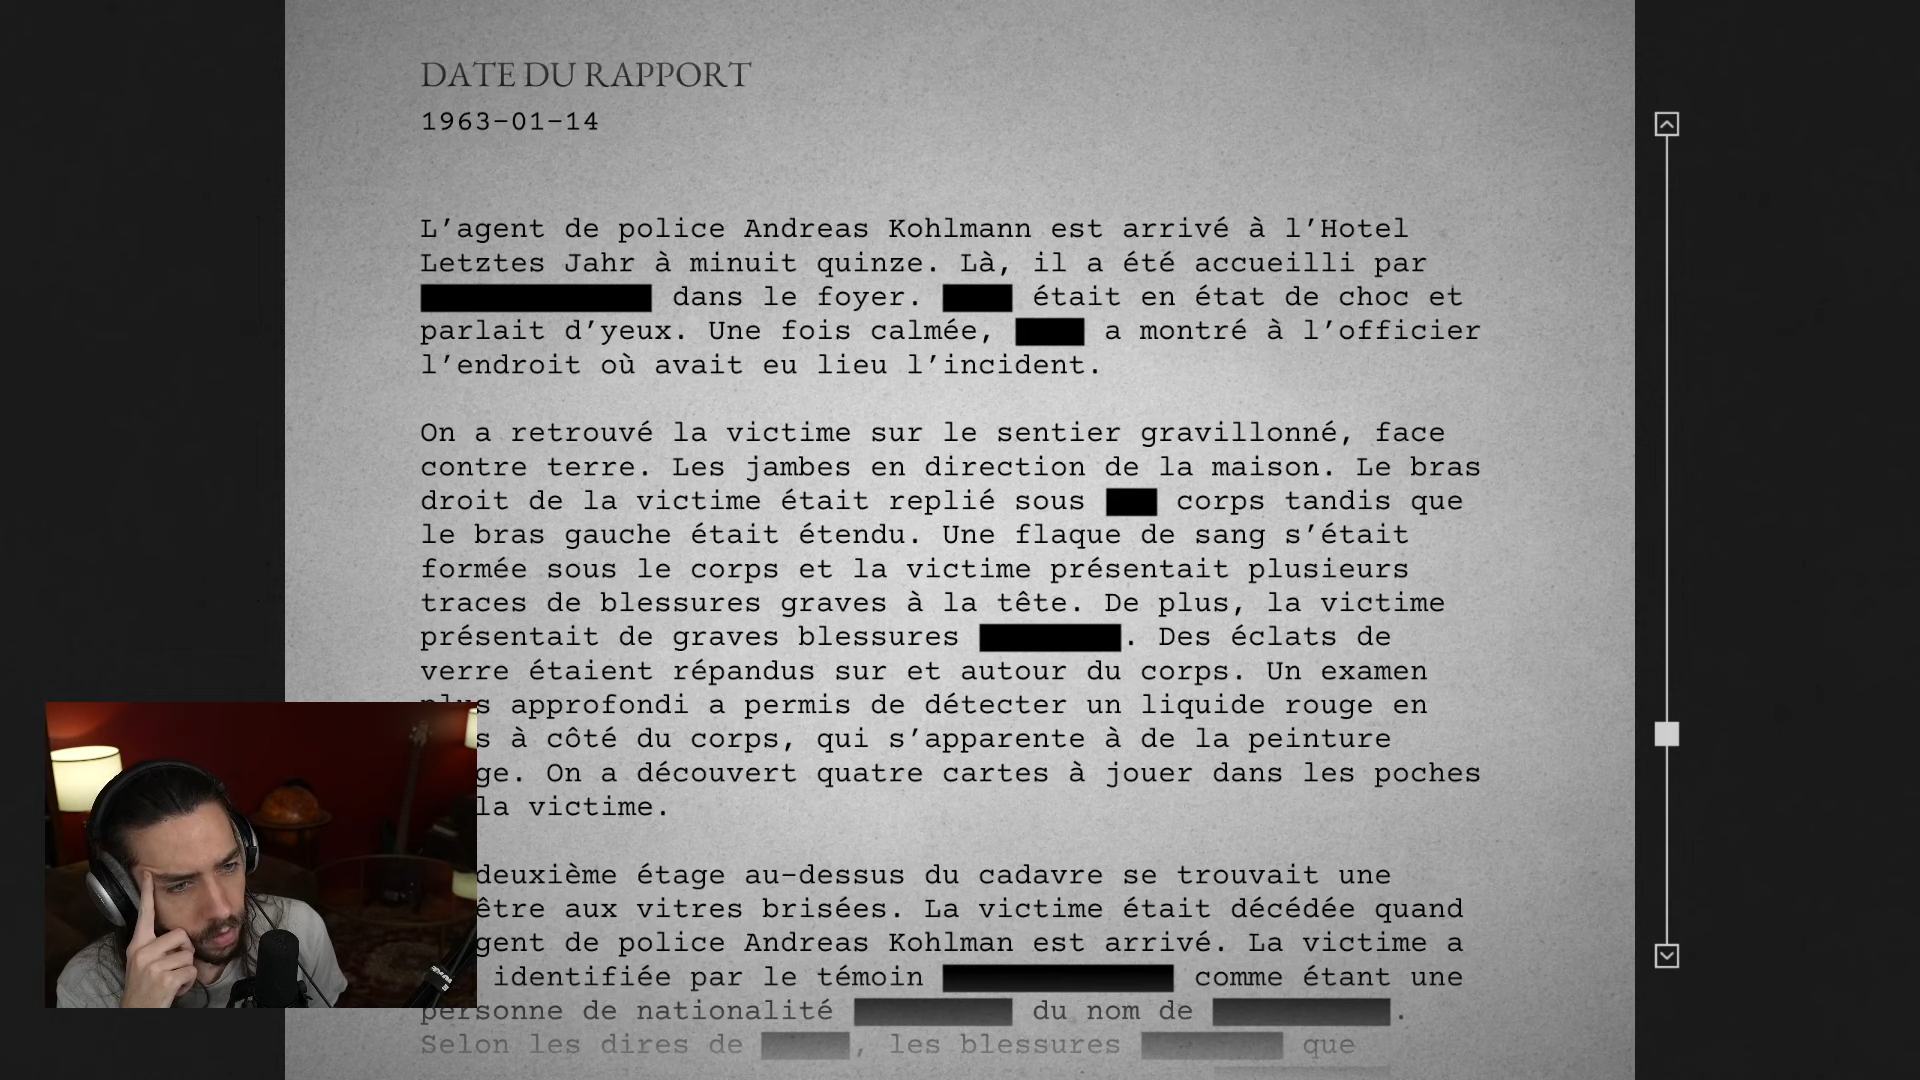 DATE DU RAPPORT
1963-01-14
L’agent de police Andreas Kohlmann est arrivé à l’Hotel
Letztes Jahr à minuit quinze. Là, il a été accueilli par
dans le foyer. était en état de choc et
parlait d’yeux. Une fois calmée, a montré à l’officier
l’endroit où avait eu lieu l’incident.
On a retrouvé la victime sur le sentier gravillonné, face
contre terre. Les jambes en direction de la maison. Le bras
droit de la victime était replié sous corps tandis que
le bras gauche était étendu. Une flaque de sang s’était
formée sous le corps et la victime présentait plusieurs
traces de blessures graves à la tête. De plus, la victime
présentait de graves blessures . Des éclats de
verre étaient répandus sur et autour du corps. Un examen
plus approfondi a permis de détecter un liquide rouge en
à côté du corps, qui s’apparente à de la peinture
On a découvert quatre cartes à jouer dans les poches
la victime.
deuxième étage au-dessus du cadavre se trouvait une
aux vitres brisées. La victime était décédée quand
de police Andreas Kohlman est arrivé. La victime a
identifiée par le témoin comme étant une
personne de nationalité du nom de .
Selon les dires de , les blessures que